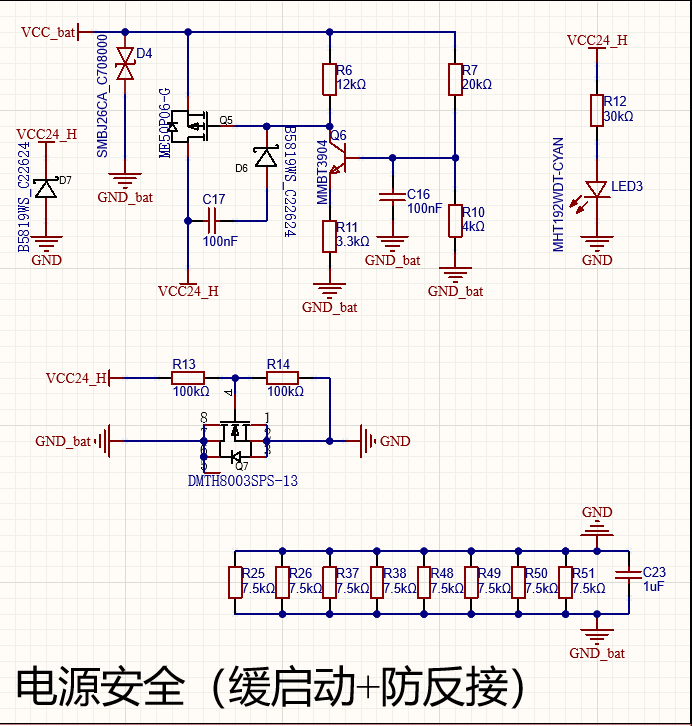 VCC_bat
D4
SMBJ26CA_C708000
ME50P06-G
Q5
R6
12kΩ
R7
20kΩ
VCC24_H
R12
30kΩ
VCC24_H
D7
B5819WS_C22624
GND
GND_bat
D6
B5819WS_C22624
Q6
MMBT3904
C17
100nF
C16
100nF
R11
3.3kΩ
R10
4kΩ
GND_bat
GND_bat
GND_bat
VCC24_H
MHT192WDT-CYAN
LED3
GND
VCC24_H
R13
100kΩ
R14
100kΩ
4
8
1
GND_bat
GND
Q7
DMTH8003SPS-13
GND
R25
7.5kΩ
R26
7.5kΩ
R37
7.5kΩ
R38
7.5kΩ
R48
7.5kΩ
R49
7.5kΩ
R50
7.5kΩ
R51
7.5kΩ
C23
1uF
GND_bat
电源安全（缓启动+防反接）